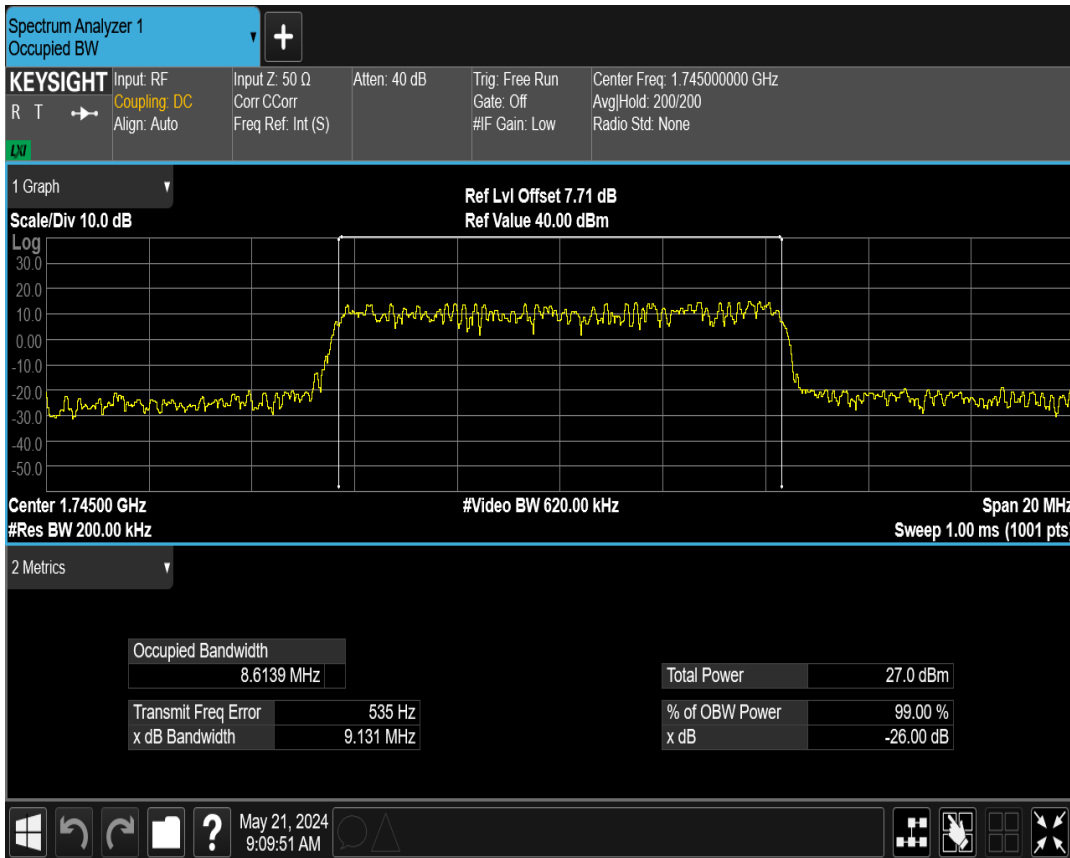 Spectrum Analyzer 1
Occupied BW
KEYSIGHT
R T
LXI
Input: RF
Coupling: DC
Align: Auto
Input Z: 50 Ω
Corr CCorr
Freq Ref: Int (S)
Atten: 40 dB
Trig: Free Run
Gate: Off
#IF Gain: Low
Center Freq: 1.745000000 GHz
Avg|Hold: 200/200
Radio Std: None
1 Graph
Scale/Div 10.0 dB
Ref Lvl Offset 7.71 dB
Ref Value 40.00 dBm
Log
30.0
20.0
10.0
0.00
-10.0
-20.0
-30.0
-40.0
-50.0
Center 1.74500 GHz
#Video BW 620.00 kHz
Span 20 MHz
#Res BW 200.00 kHz
Sweep 1.00 ms (1001 pts)
2 Metrics
Occupied Bandwidth
8.6139 MHz
Total Power 27.0 dBm
Transmit Freq Error 535 Hz
% of OBW Power 99.00 %
x dB Bandwidth 9.131 MHz
x dB -26.00 dB
?
May 21, 2024
9:09:51 AM